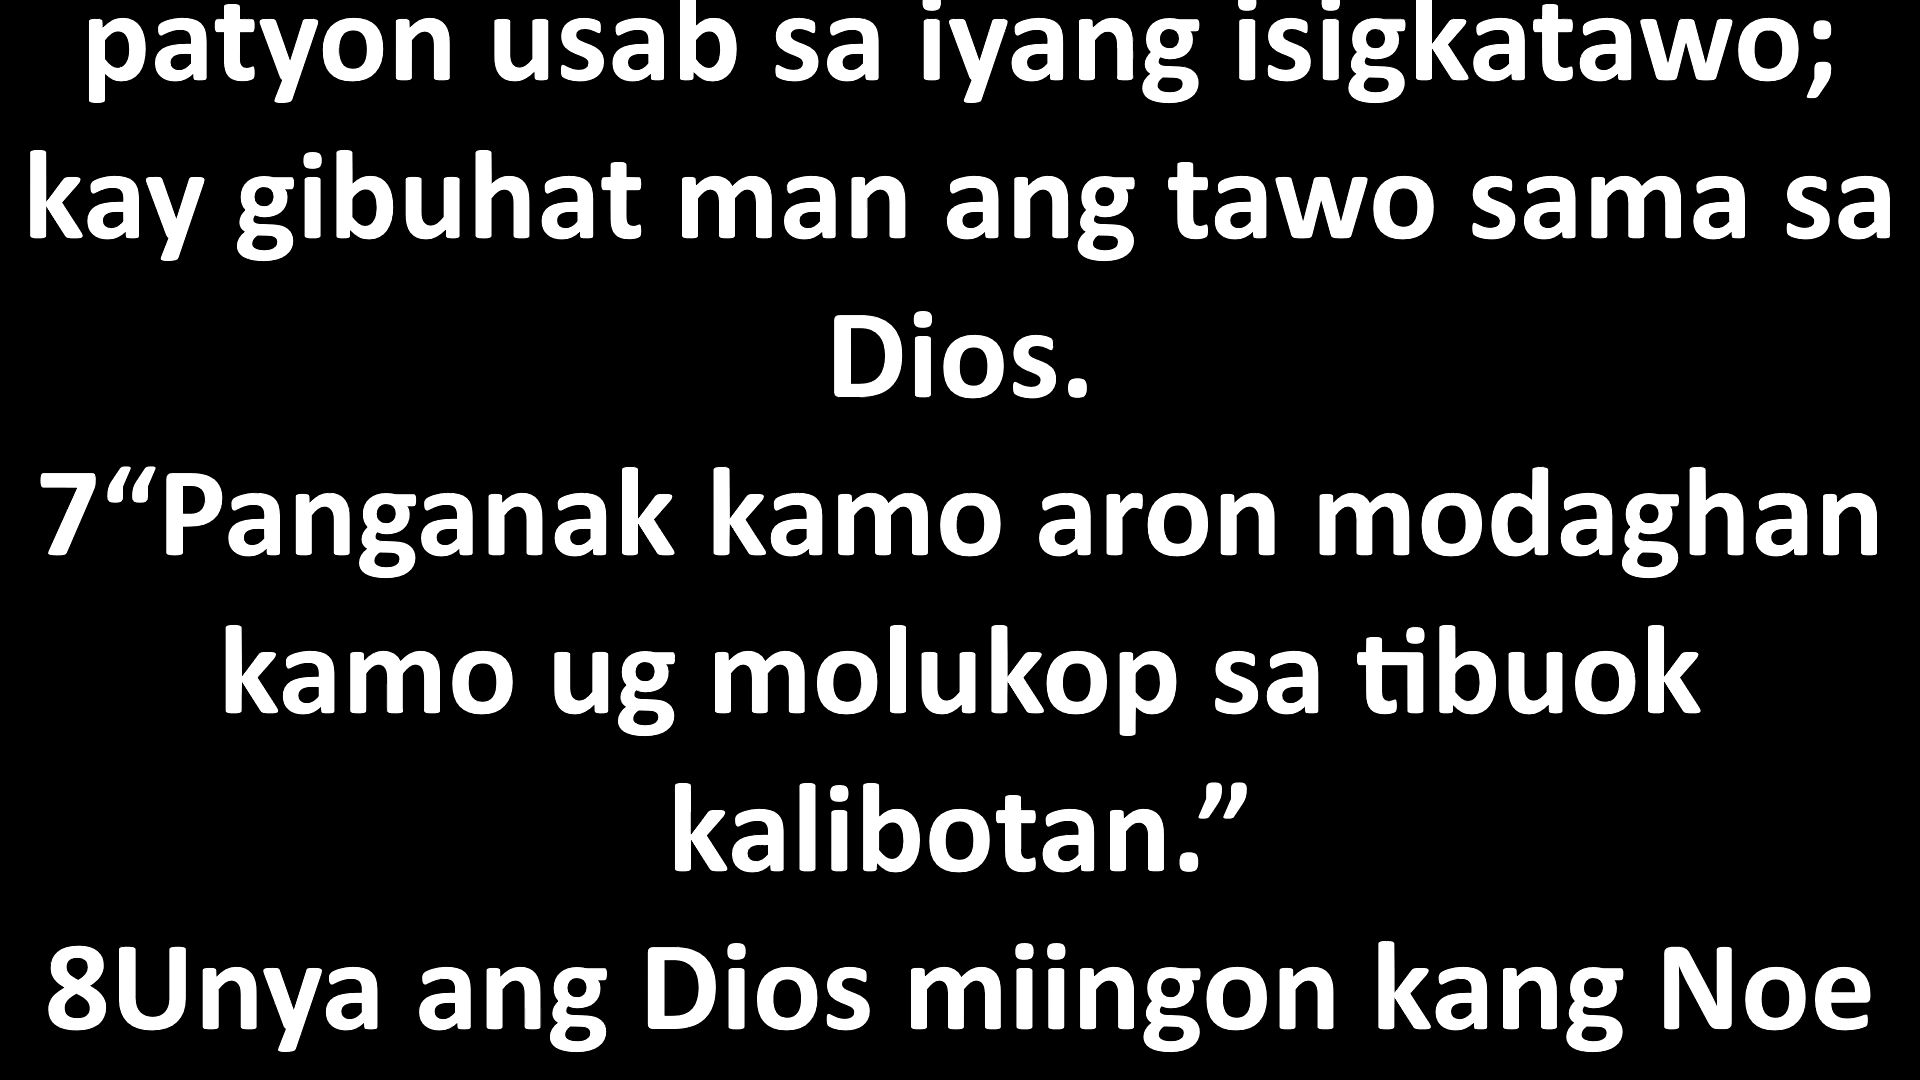 patyon usab sa iyang isigkatawo;
kay gibuhat man ang tawo sama sa
Dios.
7“Panganak kamo aron modaghan
kamo ug molukop sa tibuok
kalibotan.”
8Unya ang Dios miingon kang Noe